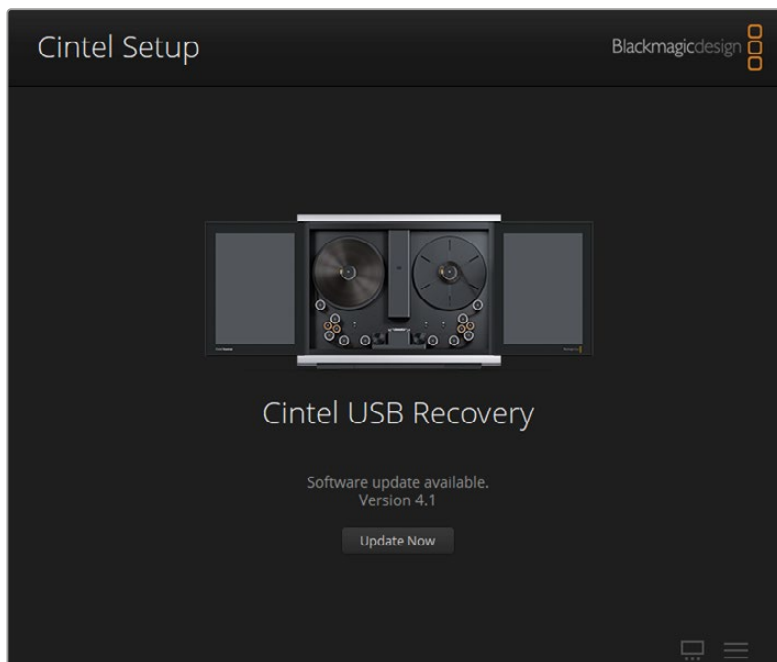 Cintel Setup
Blackmagicdesign
Cintel USB Recovery
Software update available.
Version 4.1
Update Now